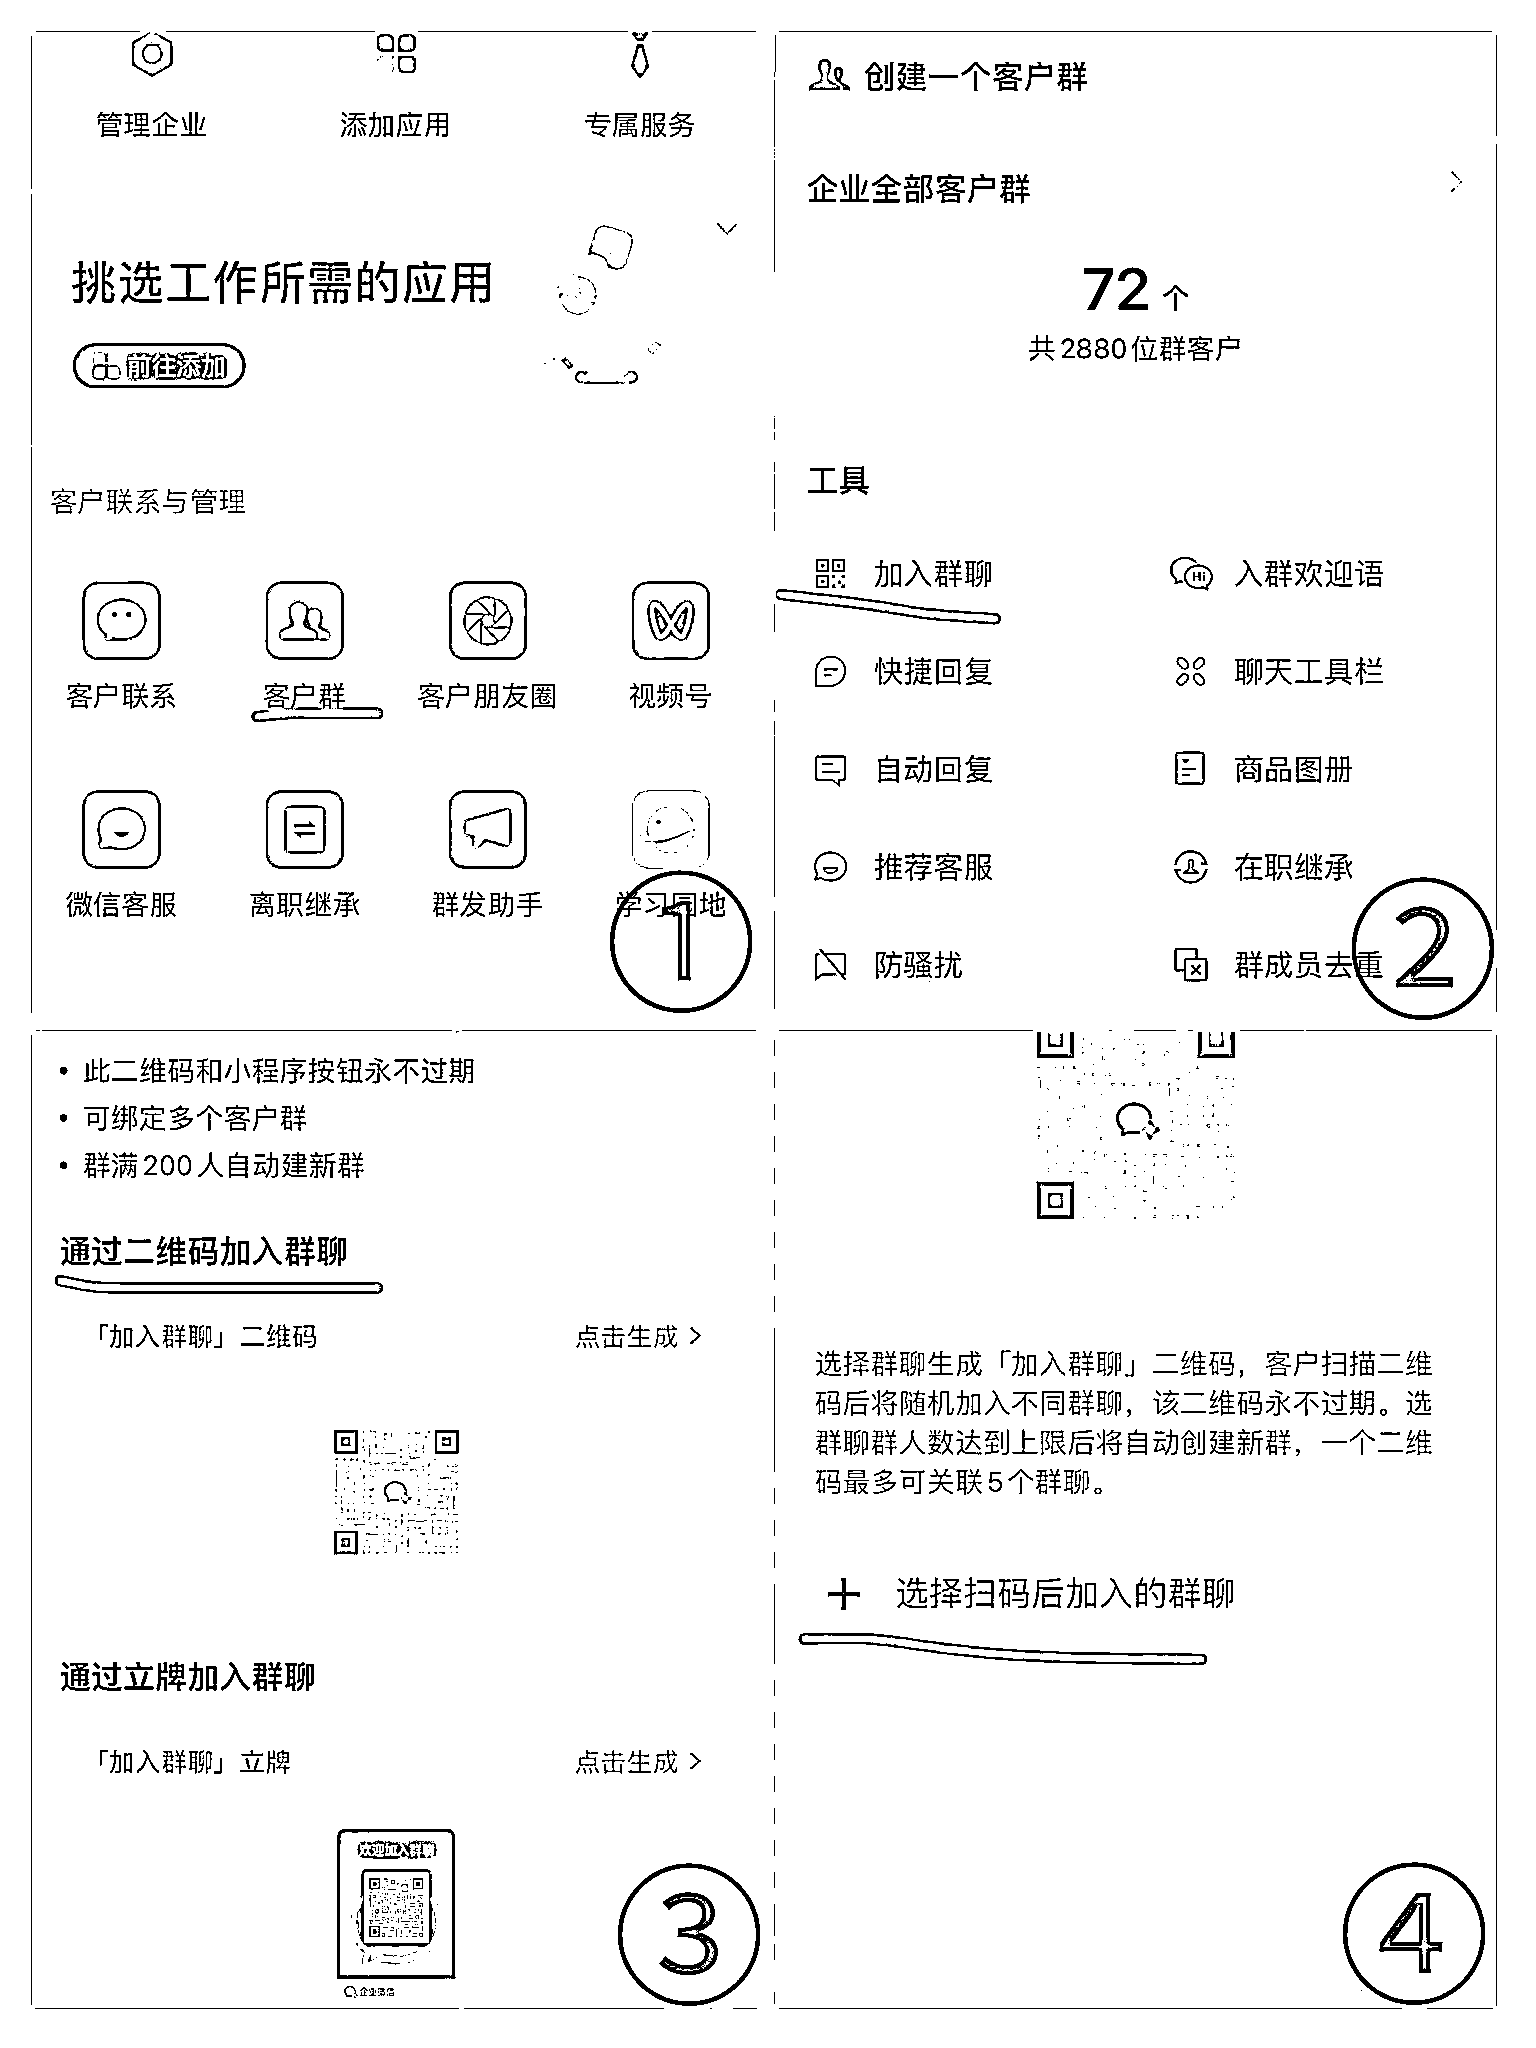 管理企业 添加应用 专属服务
挑选工作所需的应用
前往添加
客户联系与管理
客户联系 客户群 客户朋友圈 视频号
微信客服 离职继承 群发助手 学习园地
1
创建一个客户群
企业全部客户群
72个
共2880位群客户
工具
加入群聊 入群欢迎语
快捷回复 聊天工具栏
自动回复 商品图册
推荐客服 在职继承
防骚扰 群成员去重
2
• 此二维码和小程序按钮永不过期
• 可绑定多个客户群
• 群满200人自动建新群
通过二维码加入群聊
「加入群聊」二维码 点击生成
通过立牌加入群聊
「加入群聊」立牌 点击生成
欢迎加入群聊
企业微信
3
选择群聊生成「加入群聊」二维码，客户扫描二维
码后将随机加入不同群聊，该二维码永不过期。选
群聊群人数达到上限后将自动创建新群，一个二维
码最多可关联5个群聊。
+ 选择扫码后加入的群聊
4